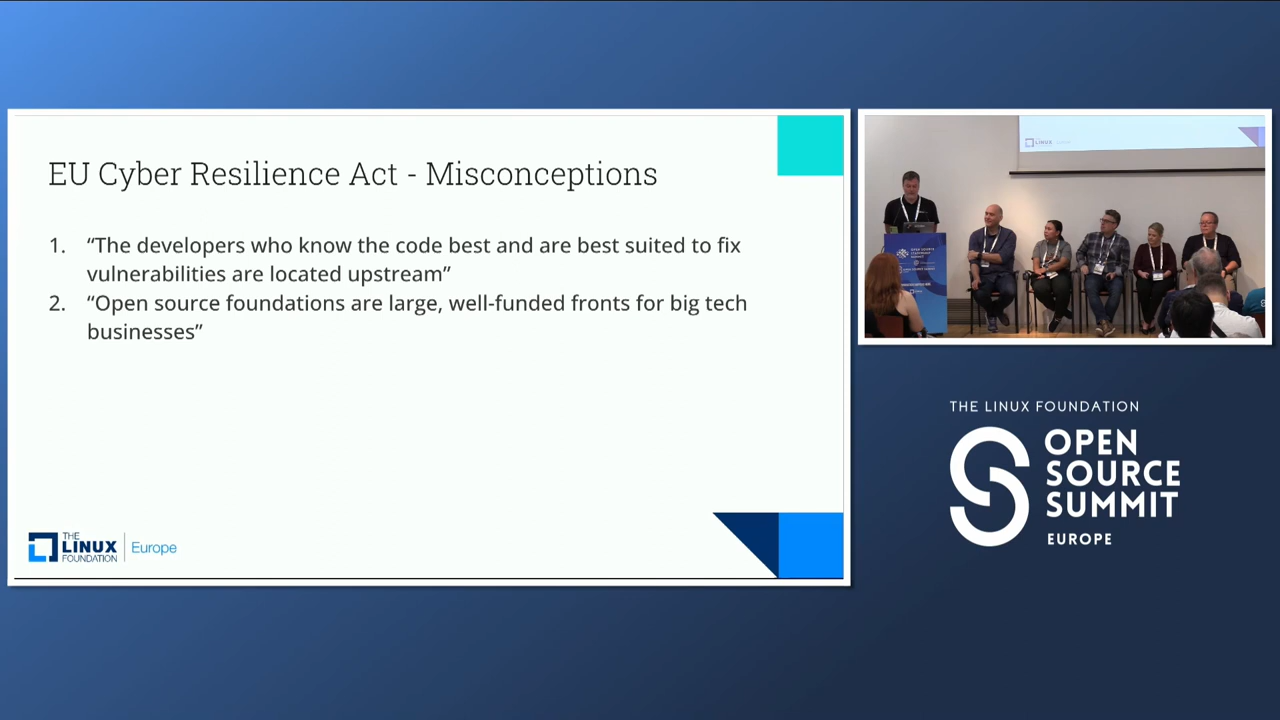 EU Cyber Resilience Act - Misconceptions
1. “The developers who know the code best and are best suited to fix
vulnerabilities are located upstream”
2. “Open source foundations are large, well-funded fronts for big tech
businesses”
THE
LINUX
FOUNDATION
Europe
THE LINUX FOUNDATION
OPEN
SOURCE
SUMMIT
EUROPE